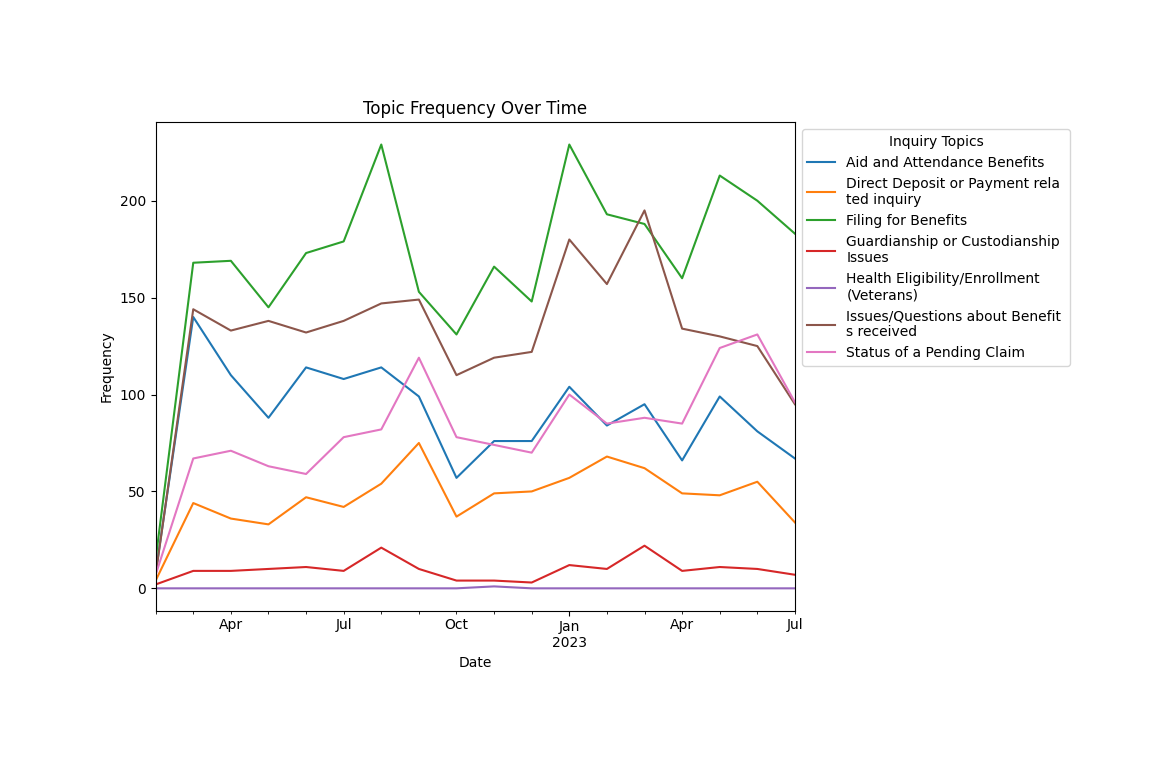 Topic Frequency Over Time
Frequency
200
150
100
50
0
Apr
Jul
Oct
Jan
2023
Apr
Jul
Date
Inquiry Topics
Aid and Attendance Benefits
Direct Deposit or Payment rela
ted inquiry
Filing for Benefits
Guardianship or Custodianship
Issues
Health Eligibility/Enrollment
(Veterans)
Issues/Questions about Benefit
s received
Status of a Pending Claim